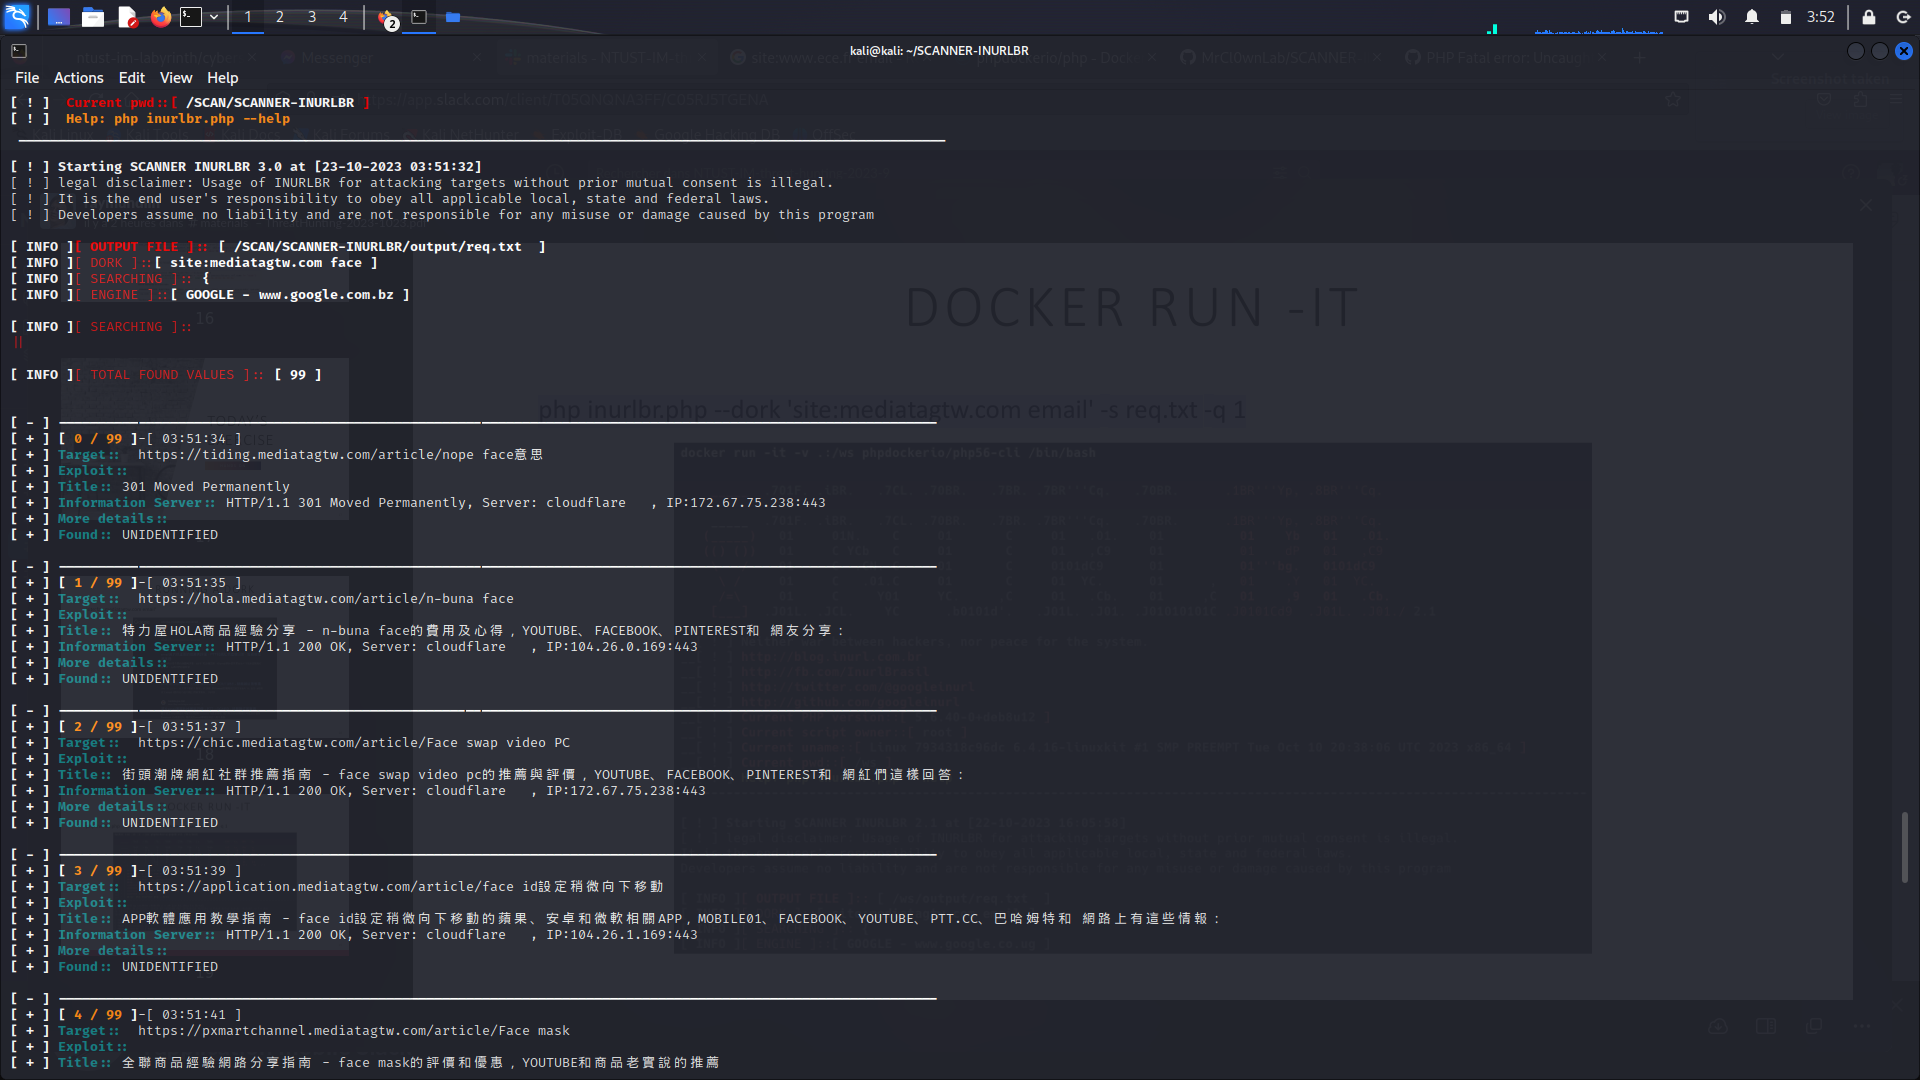 1 2 3 4 2 3:52
kali@kali: ~/SCANNER-INURLBR
File Actions Edit View Help
[ ! ] Current pwd::[ /SCAN/SCANNER-INURLBR ]
[ ! ] Help: php inurlbr.php --help
[ ! ] Starting SCANNER INURLBR 3.0 at [23-10-2023 03:51:32]
[ ! ] legal disclaimer: Usage of INURLBR for attacking targets without prior mutual consent is illegal.
[ ! ] It is the end user's responsibility to obey all applicable local, state and federal laws.
[ ! ] Developers assume no liability and are not responsible for any misuse or damage caused by this program
[ INFO ][ OUTPUT FILE ]:: [ /SCAN/SCANNER-INURLBR/output/req.txt ]
[ INFO ][ DORK ]::[ site:mediatagtw.com face ]
[ INFO ][ SEARCHING ]:: {
[ INFO ][ ENGINE ]::[ GOOGLE - www.google.com.bz ]
DOCKER RUN -IT
[ INFO ][ SEARCHING ]::
||
[ INFO ][ TOTAL FOUND VALUES ]:: [ 99 ]
php inurlbr.php --dork 'site:mediatagtw.com email' -s req.txt -q 1
[ - ]
[ + ] [ 0 / 99 ]-[ 03:51:34 ]
[ + ] Target:: https://tiding.mediatagtw.com/article/nope face意思
[ + ] Exploit::
[ + ] Title:: 301 Moved Permanently
[ + ] Information Server:: HTTP/1.1 301 Moved Permanently, Server: cloudflare , IP:172.67.75.238:443
[ + ] More details::
[ + ] Found:: UNIDENTIFIED
[ - ]
[ + ] [ 1 / 99 ]-[ 03:51:35 ]
[ + ] Target:: https://hola.mediatagtw.com/article/n-buna face
[ + ] Exploit::
[ + ] Title:: 特力屋HOLA商品經驗分享 - n-buna face的費用及心得，YOUTUBE、FACEBOOK、PINTEREST和 網友分享：
[ + ] Information Server:: HTTP/1.1 200 OK, Server: cloudflare , IP:104.26.0.169:443
[ + ] More details::
[ + ] Found:: UNIDENTIFIED
[ - ]
[ + ] [ 2 / 99 ]-[ 03:51:37 ]
[ + ] Target:: https://chic.mediatagtw.com/article/Face swap video PC
[ + ] Exploit::
[ + ] Title:: 街頭潮牌網紅社群推薦指南 - face swap video pc的推薦與評價，YOUTUBE、FACEBOOK、PINTEREST和 網紅們這樣回答：
[ + ] Information Server:: HTTP/1.1 200 OK, Server: cloudflare , IP:172.67.75.238:443
[ + ] More details::
[ + ] Found:: UNIDENTIFIED
[ - ]
[ + ] [ 3 / 99 ]-[ 03:51:39 ]
[ + ] Target:: https://application.mediatagtw.com/article/face id設定稍微向下移動
[ + ] Exploit::
[ + ] Title:: APP軟體應用教學指南 - face id設定稍微向下移動的蘋果、安卓和微軟相關APP，MOBILE01、FACEBOOK、YOUTUBE、PTT.CC、巴哈姆特和 網路上有這些情報：
[ + ] Information Server:: HTTP/1.1 200 OK, Server: cloudflare , IP:104.26.1.169:443
[ + ] More details::
[ + ] Found:: UNIDENTIFIED
[ - ]
[ + ] [ 4 / 99 ]-[ 03:51:41 ]
[ + ] Target:: https://pxmartchannel.mediatagtw.com/article/Face mask
[ + ] Exploit::
[ + ] Title:: 全聯商品經驗網路分享指南 - face mask的評價和優惠，YOUTUBE和商品老實說的推薦